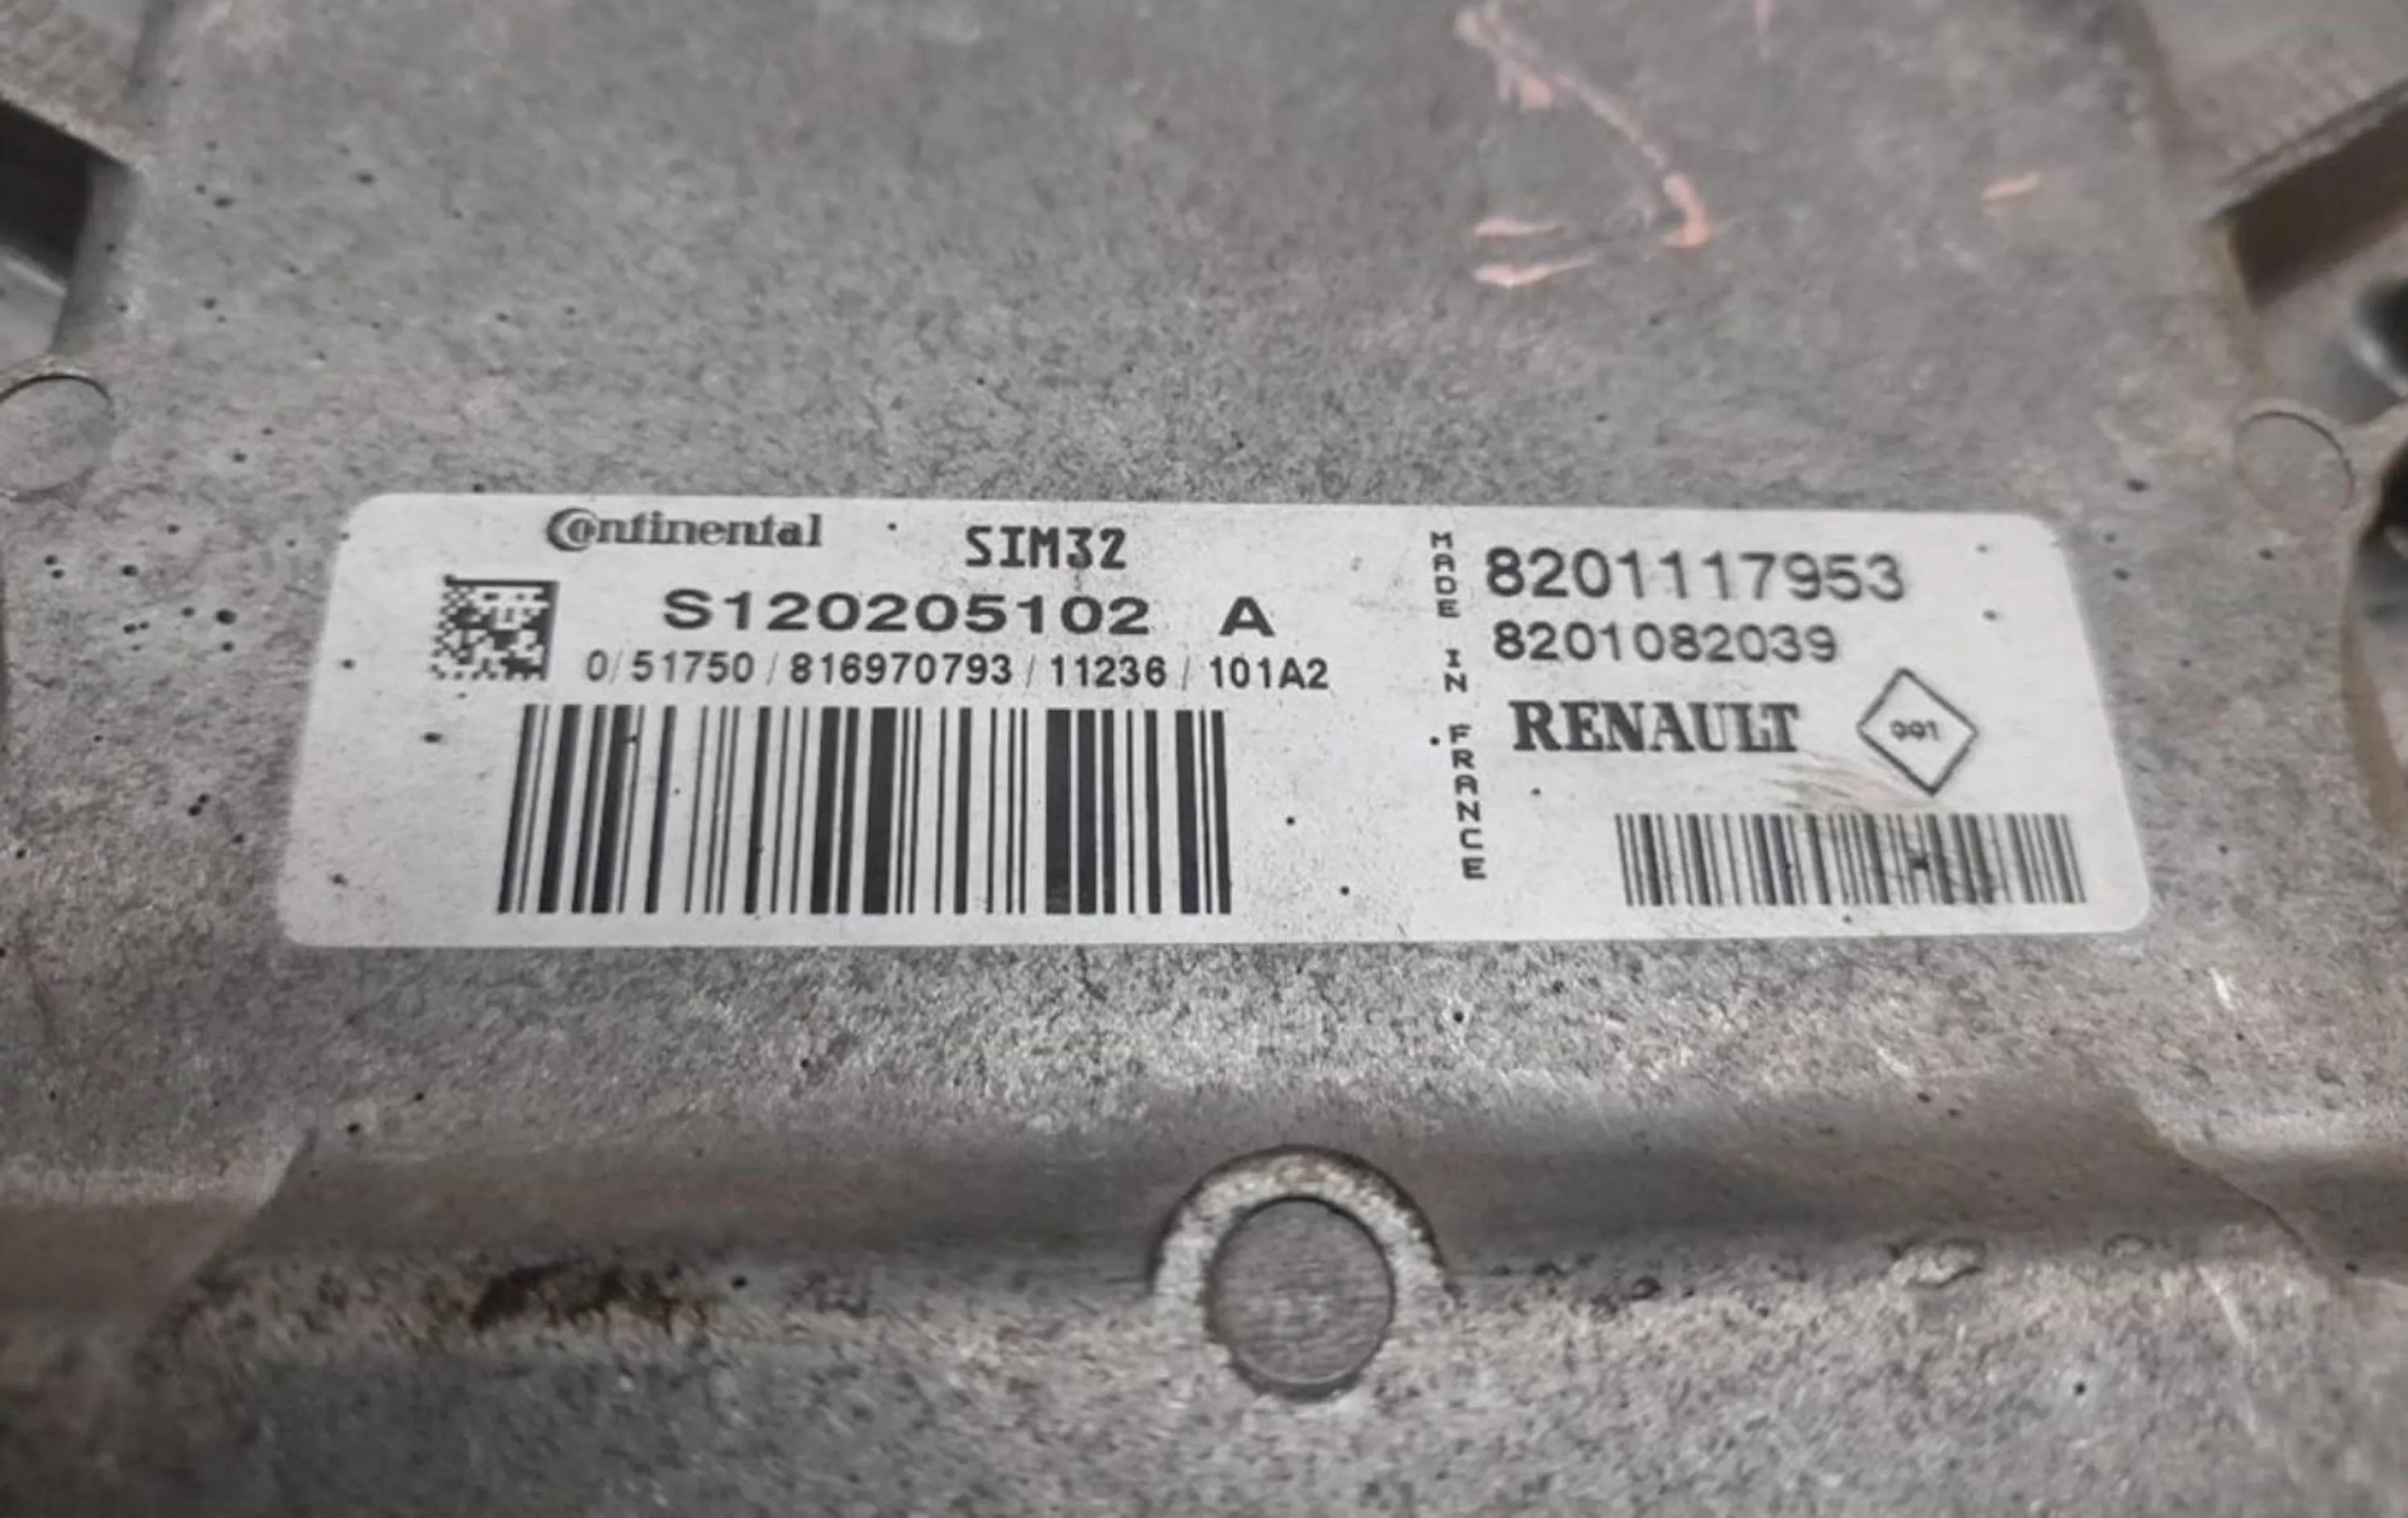 Continental SIM32
S120205102 A
0/51750/816970793/11236/101A2
MADE IN FRANCE
8201117953
8201082039
RENAULT